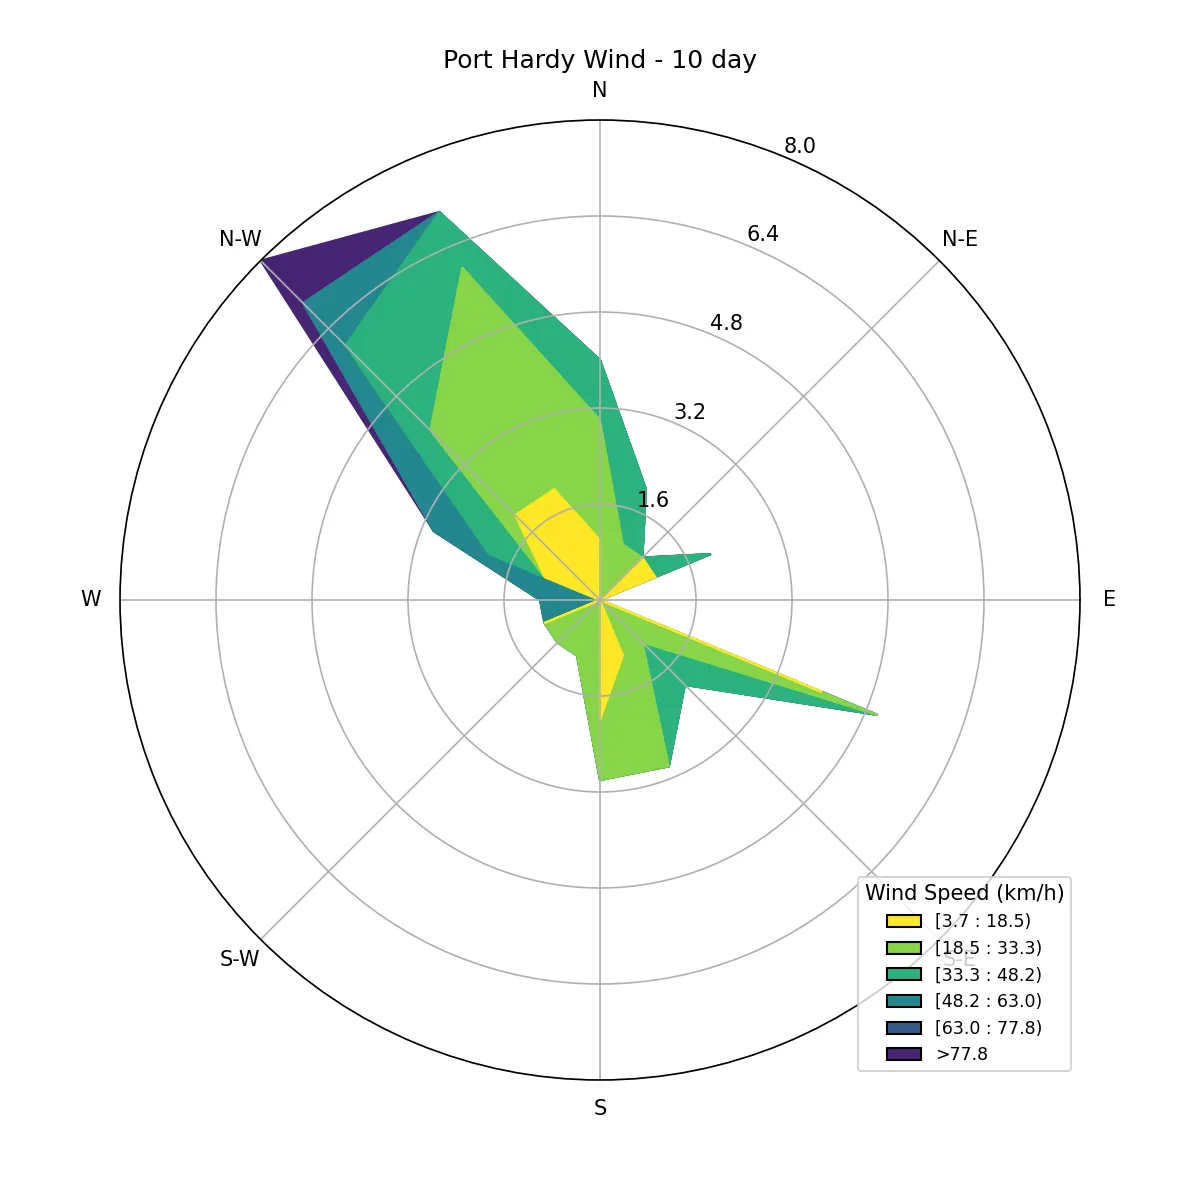 Port Hardy Wind - 10 day
N
8.0
N-W
6.4
N-E
4.8
3.2
1.6
W
E
Wind Speed (km/h)
[3.7 : 18.5)
[18.5 : 33.3)
S-W
S-E
[33.3 : 48.2)
[48.2 : 63.0)
[63.0 : 77.8)
>77.8
S